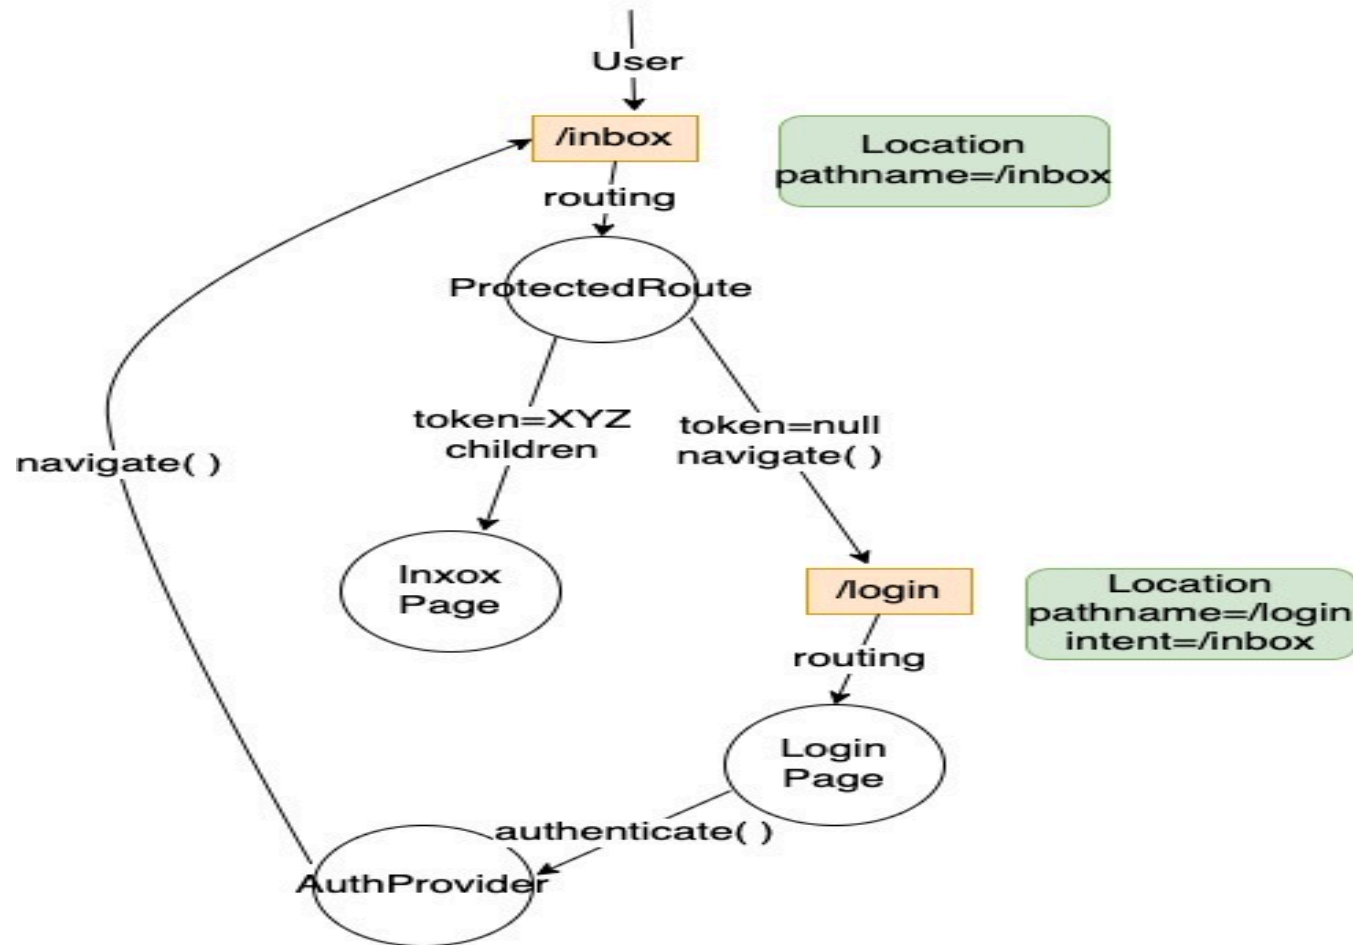 User
/inbox
Location
pathname=/inbox
routing
ProtectedRoute
token=XYZ
children
token=null
navigate( )
navigate( )
Inxox
Page
/login
Location
pathname=/login
intent=/inbox
routing
Login
Page
authenticate( )
AuthProvider